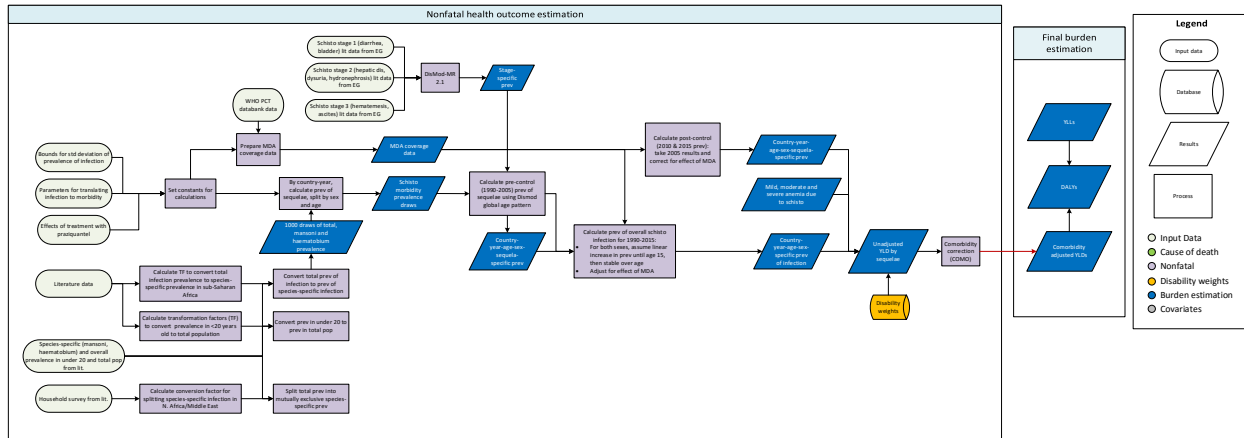 Nonfatal health outcome estimation
Schisto stage 1 (diarrhea,
bladder) lit data from EG
Schisto stage 2 (hepatic dis,
dysuria, hydronephrosis) lit data
from EG
Schisto stage 3 (hematemesis,
ascites) lit data from EG
DisMod-MR
2.1
Stage-
specific
prev
WHO PCT
databank data
Prepare MDA
coverage data
MDA coverage
data
Calculate post-control
(2010 & 2015 prev):
take 2005 results and
correct for effect of MDA
Country-year-
age-sex-sequela-
specific prev
Bounds for std deviation of
prevalence of infection
Parameters for translating
infection to morbidity
Effects of treatment with
praziquantel
Set constants for
calculations
By country-year,
calculate prev of
sequelae, split by sex
and age
Schisto
morbidity
prevalence
draws
Calculate pre-control
(1990-2005) prev of
sequelae using Dismod
global age pattern
Mild, moderate and
severe anemia due to
schisto
1000 draws of total,
mansoni and
haematobium
prevalence
Country-
year-age-sex-
sequela-specific
prev
Calculate prev of overall schisto
infection for 1990-2015:
• For both sexes, assume linear
increase in prev until age 15,
then stable over age
• Adjust for effect of MDA
Country-
year-age-sex-
specific prev of
infection
Unadjusted
YLD by
sequelae
Comorbidity
correction
(COMO)
Disability
weights
Literature data
Calculate TF to convert total
infection prevalence to species-
specific prevalence in sub-Saharan
Africa
Convert total prev of
infection to prev of
species-specific infection
Calculate transformation factors (TF)
to convert prevalence in <20 years
old to total population
Convert prev in under 20 to
prev in total pop
Species-specific (mansoni,
haematobium) and overall
prevalence in under 20 and total pop
from lit.
Household survey from lit.
Calculate conversion factor for
splitting species-specific infection in
N. Africa/Middle East
Split total prev into
mutually exclusive species-
specific prev
Final burden
estimation
YLLs
DALYs
Comorbidity
adjusted YLDs
Legend
Input data
Database
Results
Process
Input Data
Cause of death
Nonfatal
Disability weights
Burden estimation
Covariates